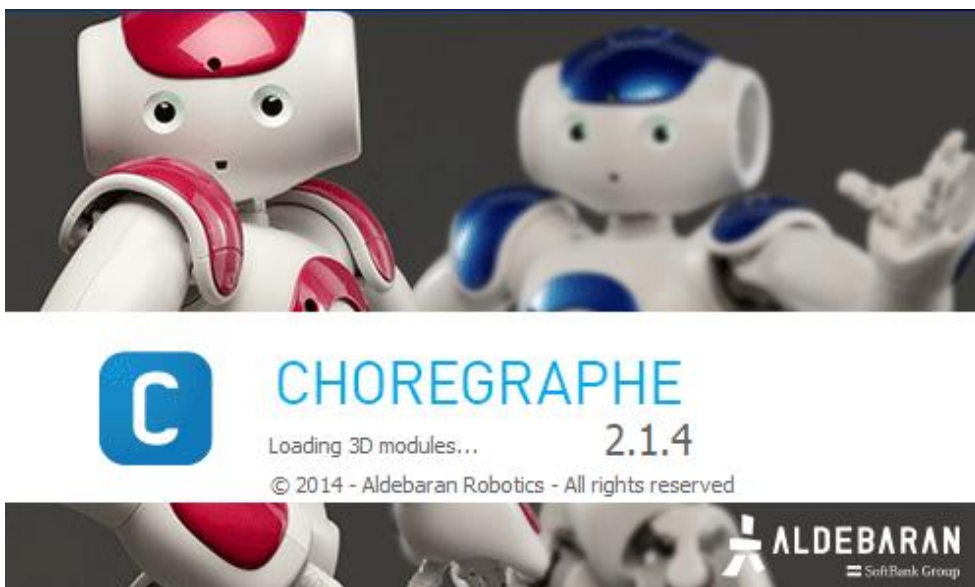 C
CHOREGRAPHE
Loading 3D modules...
2.1.4
© 2014 - Aldebaran Robotics - All rights reserved
ALDEBARAN
SoftBank Group